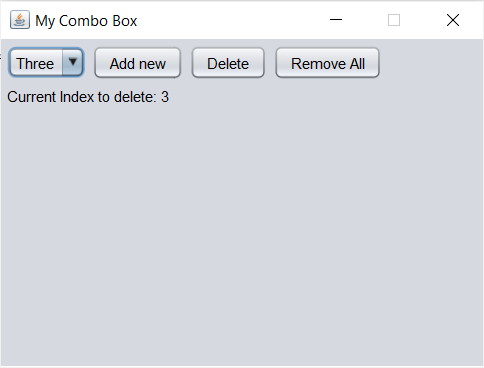 My Combo Box
Three Add new Delete Remove All
Current Index to delete: 3